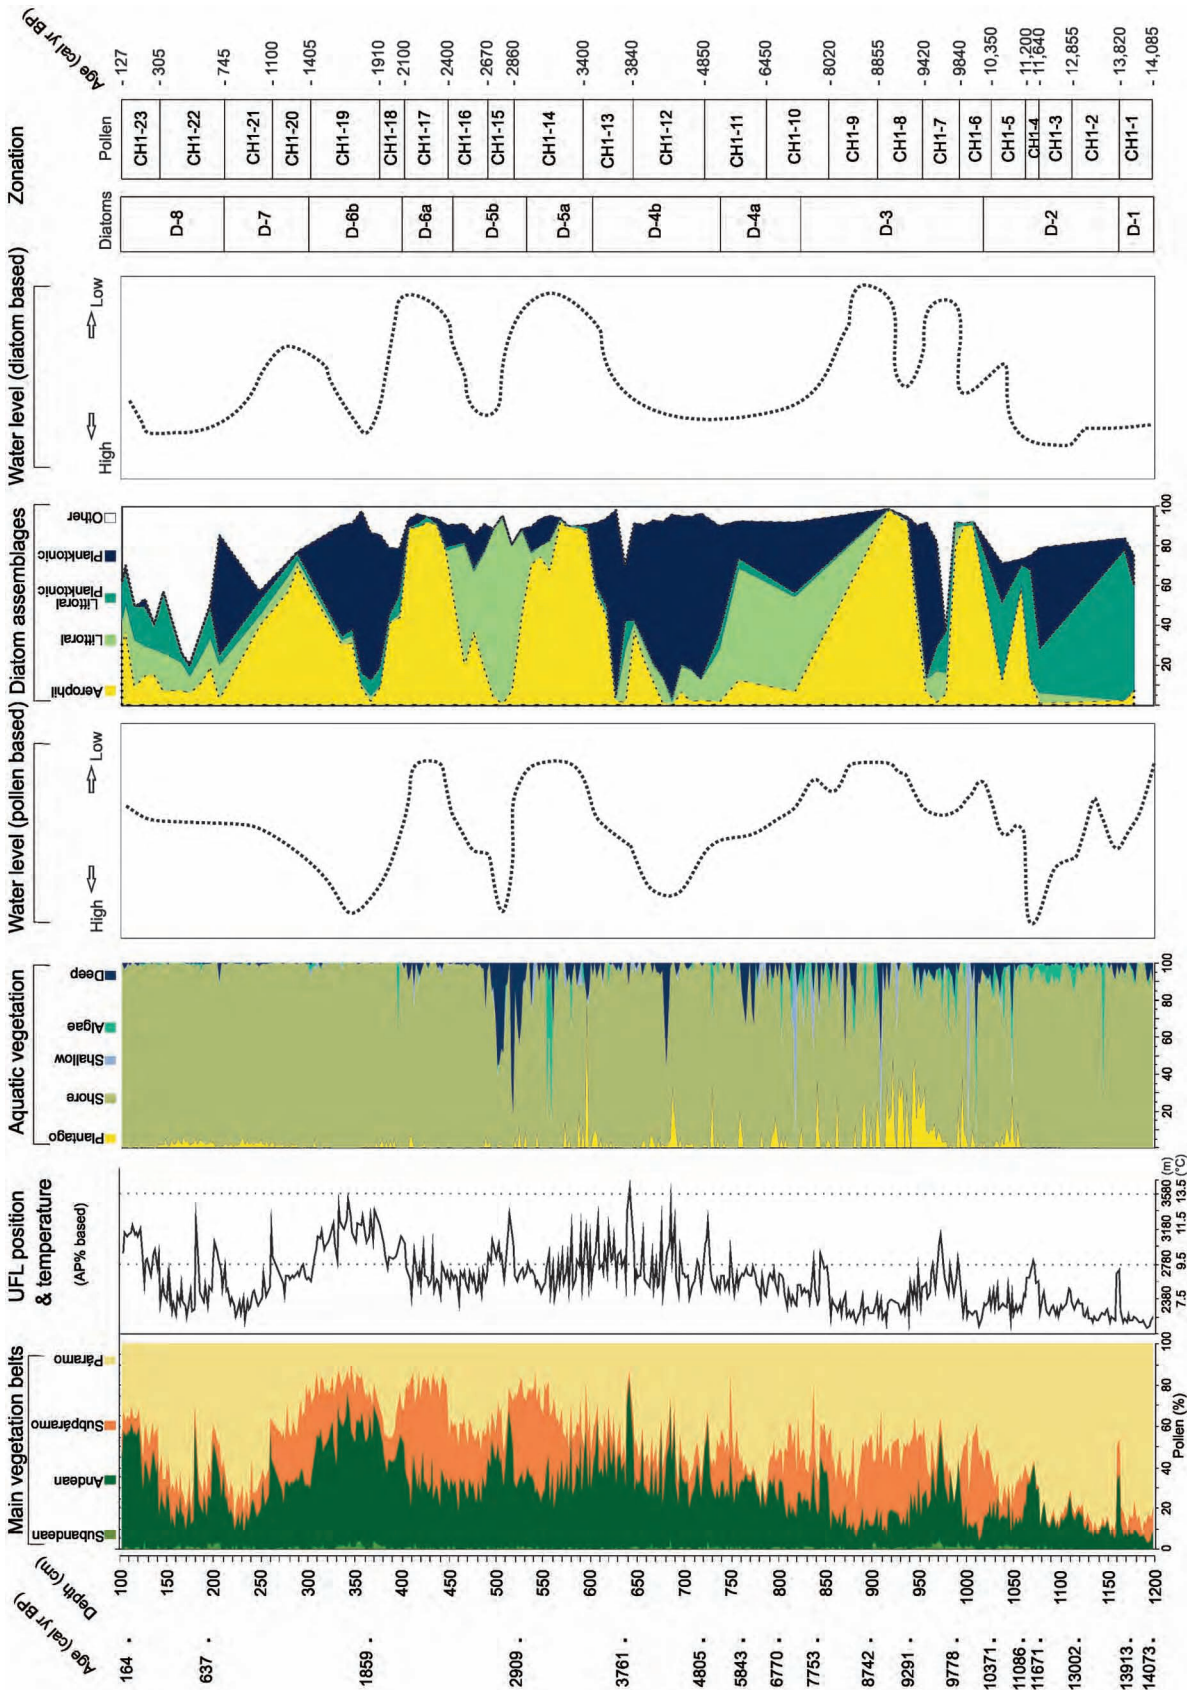 Age (cal yr BP)
164
637
1859
2909
3761
4805
5843
6770
7753
8742
9291
9778
10371
11086
11671
13002
13913
14073
Depth (cm)
100
150
200
250
300
350
400
450
500
550
600
650
700
750
800
850
900
950
1000
1050
1100
1150
1200
Main vegetation belts
Subandean
Andean
Subpáramo
Páramo
0
20
40
60
80
100
Pollen (%)
UFL position
& temperature
(AP% based)
2380
2780
3180
3580
(m)
7.5
9.5
11.5
13.5
(°C)
Aquatic vegetation
Plantago
Shore
Shallow
Algae
Deep
20
40
60
80
100
Water level (pollen based)
High
Low
Diatom assemblages
Aerophil
Littoral
Littoral
Planktonic
Planktonic
Other
20
40
60
80
100
Water level (diatom based)
High
Low
Zonation
Diatoms
D-8
D-7
D-6b
D-6a
D-5b
D-5a
D-4b
D-4a
D-3
D-2
D-1
Pollen
CH1-23
CH1-22
CH1-21
CH1-20
CH1-19
CH1-18
CH1-17
CH1-16
CH1-15
CH1-14
CH1-13
CH1-12
CH1-11
CH1-10
CH1-9
CH1-8
CH1-7
CH1-6
CH1-5
CH1-4
CH1-3
CH1-2
CH1-1
Age (cal yr BP)
127
305
745
1100
1405
1910
2100
2400
2670
2860
3400
3840
4850
6450
8020
8855
9420
9840
10,350
11,200
11,640
12,855
13,820
14,085